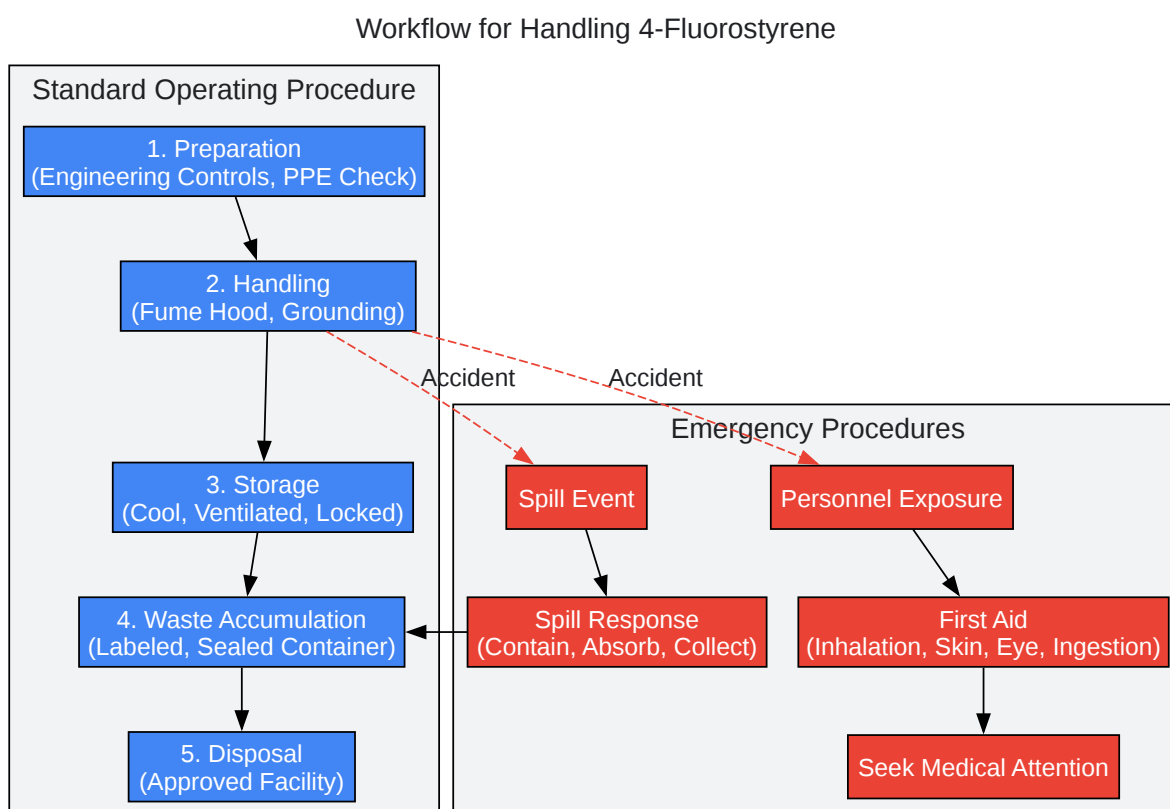 Workflow for Handling 4-Fluorostyrene
Standard Operating Procedure
1. Preparation
(Engineering Controls, PPE Check)
2. Handling
(Fume Hood, Grounding)
Accident
Accident
Emergency Procedures
3. Storage
(Cool, Ventilated, Locked)
Spill Event
Personnel Exposure
4. Waste Accumulation
(Labeled, Sealed Container)
Spill Response
(Contain, Absorb, Collect)
First Aid
(Inhalation, Skin, Eye, Ingestion)
5. Disposal
(Approved Facility)
Seek Medical Attention